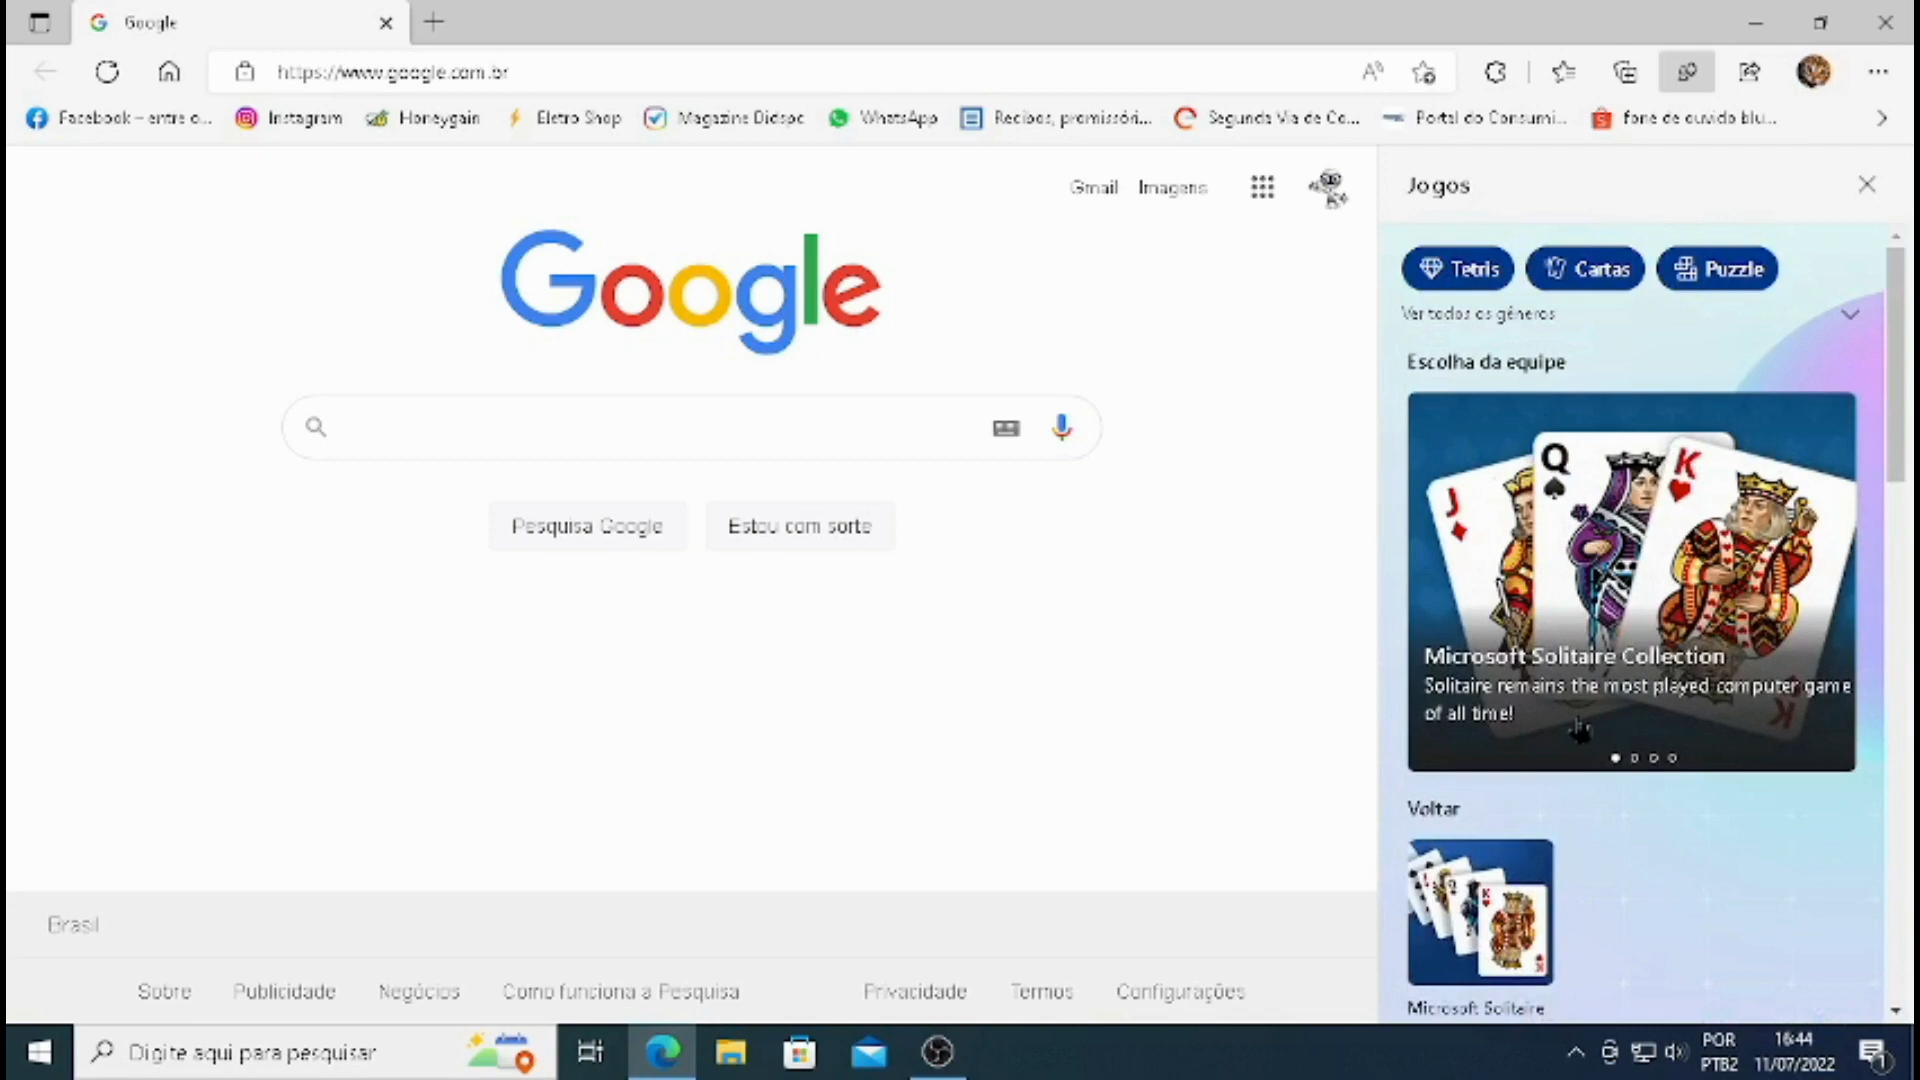 Google
https://www.google.com.br
Facebook – entre o...
Instagram
Honeygain
Eletro Shop
Magazine Didspc
WhatsApp
Recibos, promissóri...
Segunda Via de Co...
Portal do Consumi...
fone de ouvido blu...
Gmail Imagens
Google
Pesquisa Google
Estou com sorte
Brasil
Sobre Publicidade Negócios Como funciona a Pesquisa Privacidade Termos Configurações
Jogos
Tetris Cartas Puzzle
Ver todos os gêneros
Escolha da equipe
J Q K
K
Microsoft Solitaire Collection
Solitaire remains the most played computer game
of all time!
Voltar
Microsoft Solitaire
Digite aqui para pesquisar
POR
PTB2
16:44
11/07/2022
1